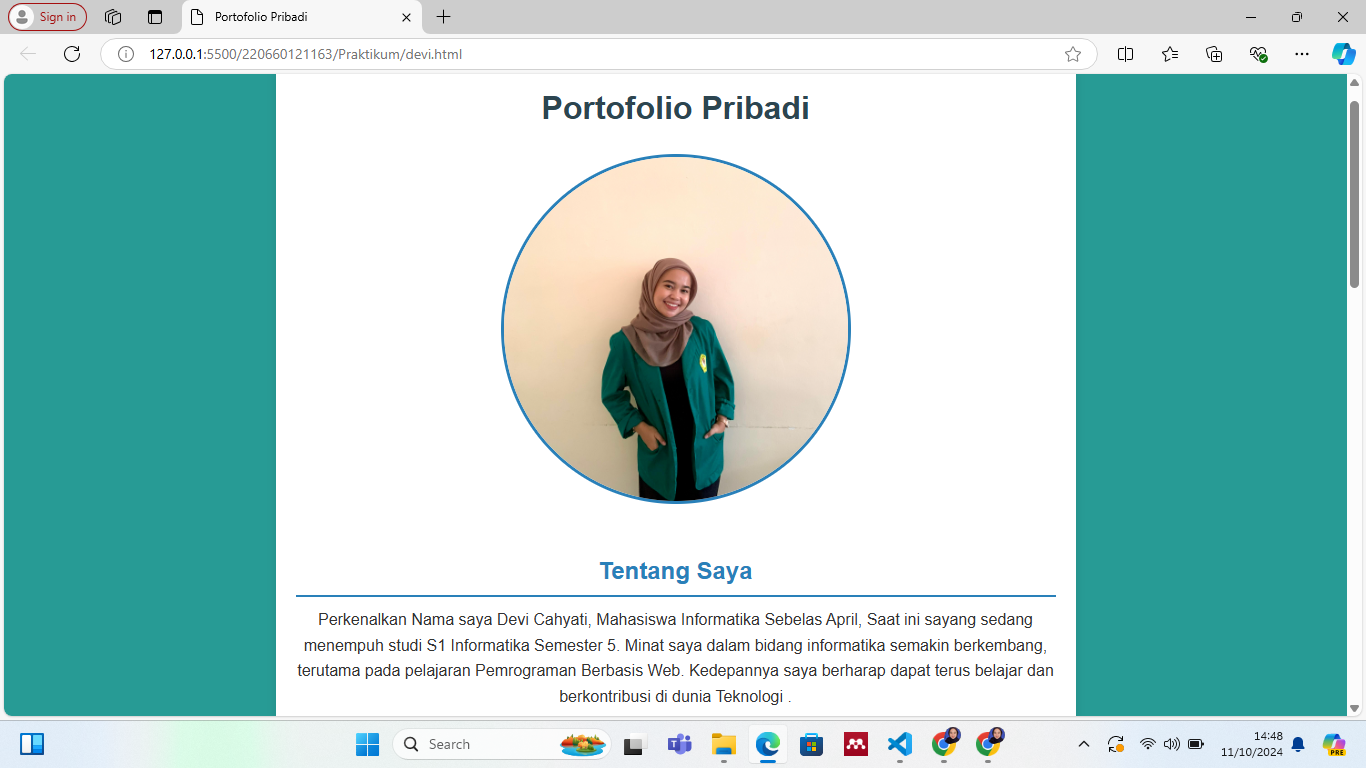 Sign in
Portofolio Pribadi
127.0.0.1:5500/220660121163/Praktikum/devi.html
Portofolio Pribadi
Tentang Saya
Perkenalkan Nama saya Devi Cahyati, Mahasiswa Informatika Sebelas April, Saat ini sayang sedang
menempuh studi S1 Informatika Semester 5. Minat saya dalam bidang informatika semakin berkembang,
terutama pada pelajaran Pemrograman Berbasis Web. Kedepannya saya berharap dapat terus belajar dan
berkontribusi di dunia Teknologi .
Search
14:48
11/10/2024
PRE